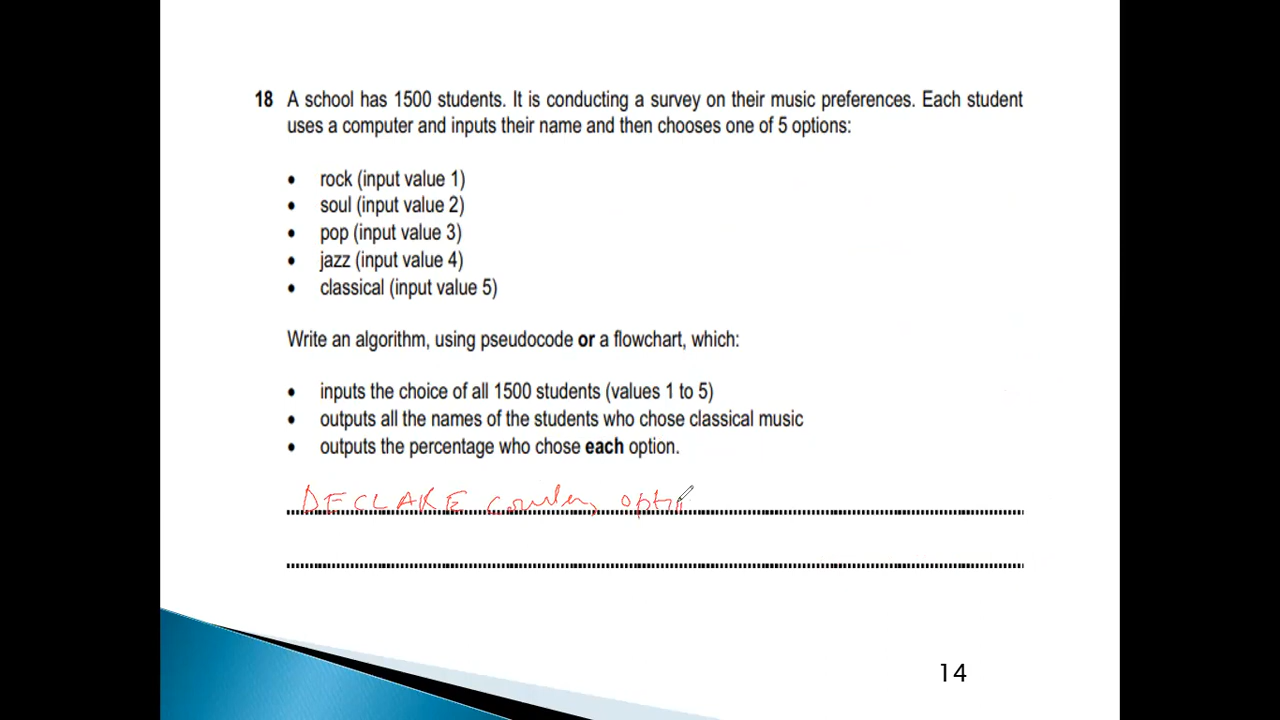 18 A school has 1500 students. It is conducting a survey on their music preferences. Each student
uses a computer and inputs their name and then chooses one of 5 options:
• rock (input value 1)
• soul (input value 2)
• pop (input value 3)
• jazz (input value 4)
• classical (input value 5)
Write an algorithm, using pseudocode or a flowchart, which:
• inputs the choice of all 1500 students (values 1 to 5)
• outputs all the names of the students who chose classical music
• outputs the percentage who chose each option.
DECLARE
14